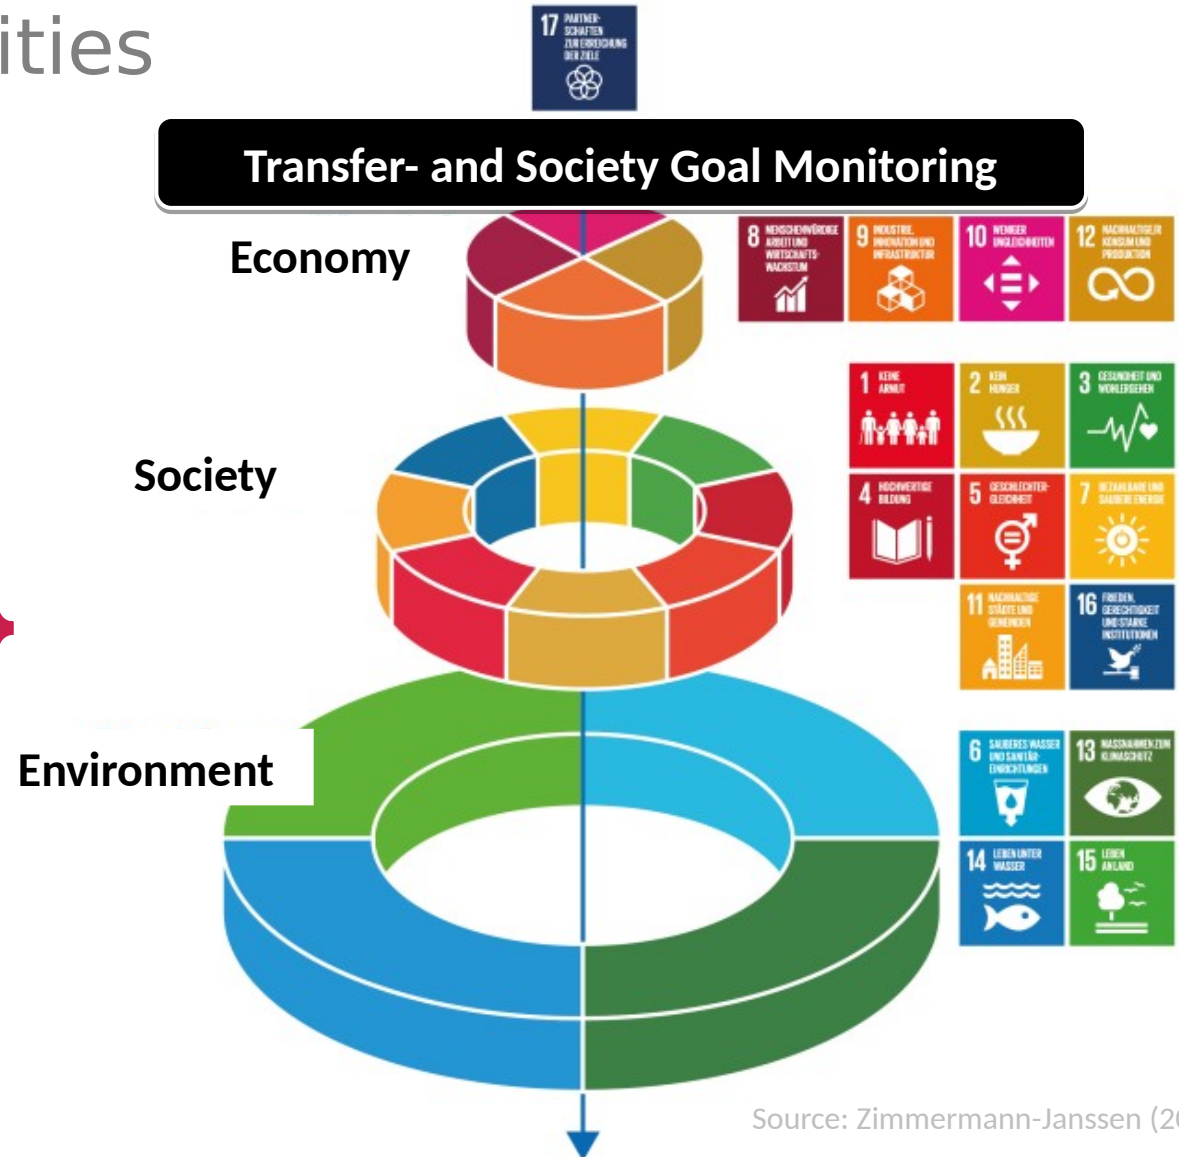 ities
17 PARTNER-
SCHAFTEN
ZUR ERREICHUNG
DER ZIELE
Transfer- and Society Goal Monitoring
Economy
8 MENSCHENWÜRDIGE
ARBEIT UND
WIRTSCHAFTS-
WACHSTUM
9 INDUSTRIE,
INNOVATION UND
INFRASTRUKTUR
10 WENIGER
UNGLEICHHEITEN
12 NACHHALTIGE/R
KONSUM UND
PRODUKTION
Society
1 KEINE
ARMUT
2 KEIN
HUNGER
3 GESUNDHEIT UND
WOHLERGEHEN
4 HOCHWERTIGE
BILDUNG
5 GESCHLECHTER-
GLEICHHEIT
7 BEZAHLBARE UND
SAUBERE ENERGIE
11 NACHHALTIGE
STÄDTE UND
GEMEINDEN
16 FRIEDEN,
GERECHTIGKEIT
UND STARKE
INSTITUTIONEN
Environment
6 SAUBERES WASSER
UND SANITÄR-
EINRICHTUNGEN
13 MASSNAHMEN ZUM
KLIMASCHUTZ
14 LEBEN UNTER
WASSER
15 LEBEN
AN LAND
Source: Zimmermann-Janssen (20